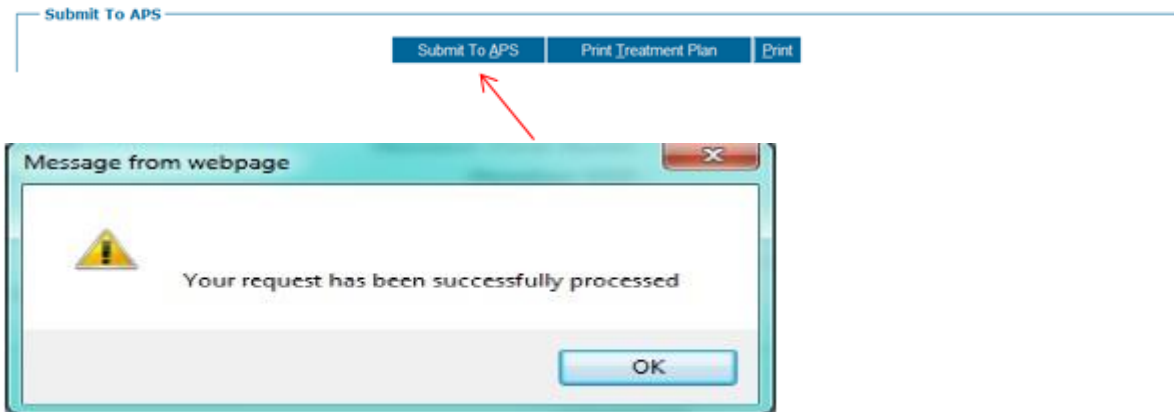 Submit To APS
Submit To APS Print Treatment Plan Print
Message from webpage
Your request has been successfully processed
OK